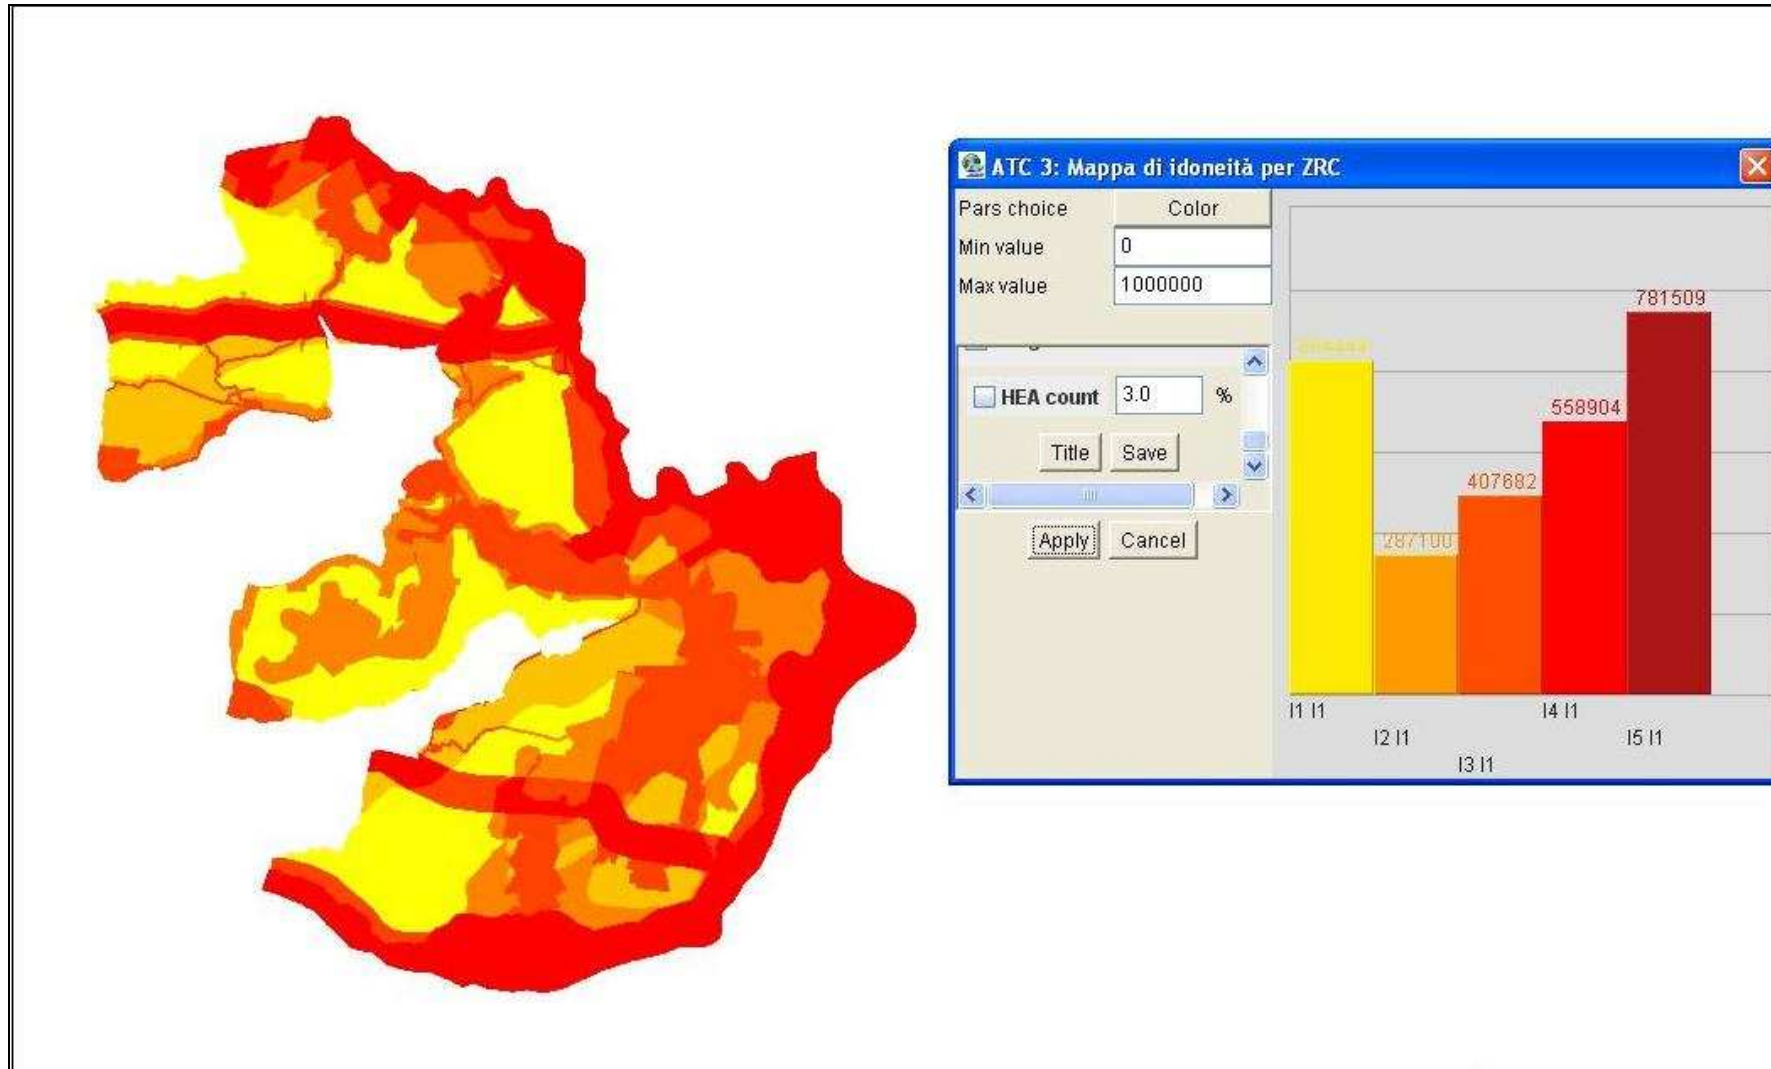 ATC 3: Mappa di idoneità per ZRC
Pars choice Color
Min value 0
Max value 1000000
HEA count 3.0 %
Title Save
Apply Cancel
781509
558904
407682
287100
I1 I1
I4 I1
I2 I1
I5 I1
I3 I1